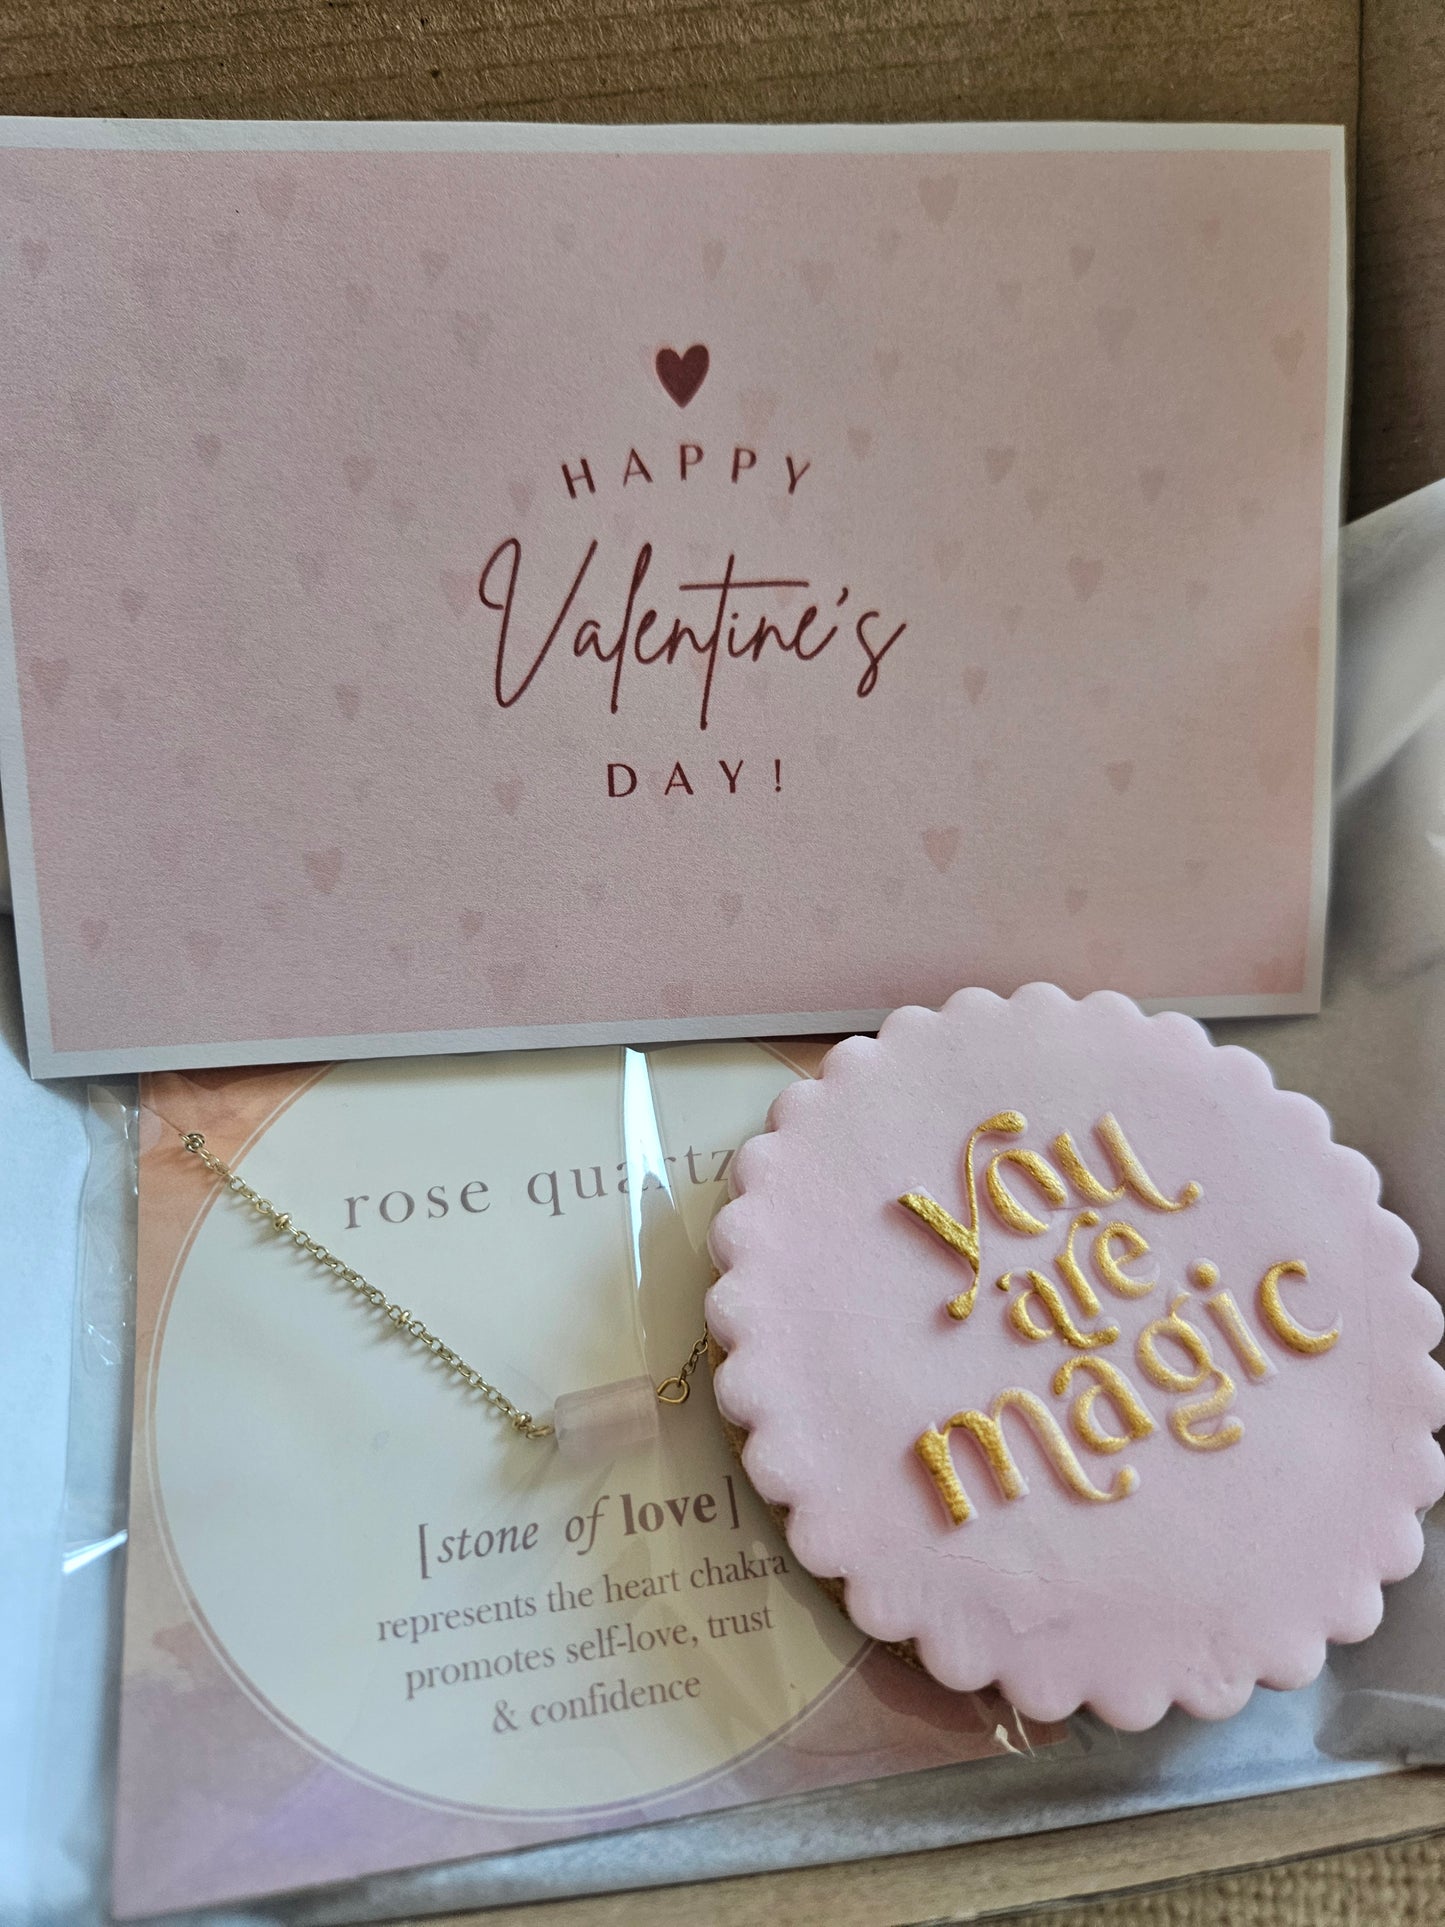 HAPPY
Valentine's
DAY!
rose quartz
[stone of love]
represents the heart chakra
promotes self-love, trust
& confidence
you
are
magic